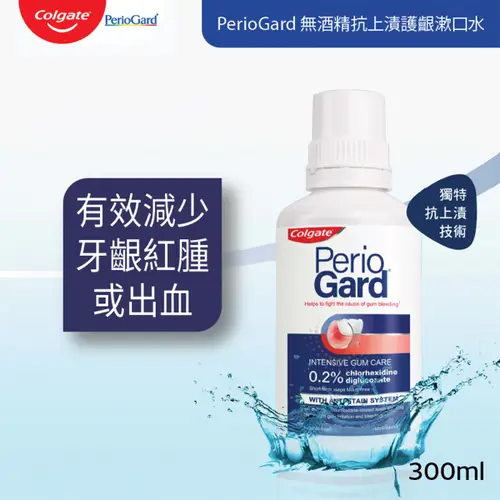 Colgate®
PerioGard®
PerioGard 無酒精抗上漬護齦漱口水
有效減少
牙齦紅腫
或出血
獨特
抗上漬
技術
Colgate®
Perio
Gard
Helps to fight the cause of gum bleeding
INTENSIVE GUM CARE
0.2% chlorhexidine
digluconate
WITH ANTI-STAIN SYSTEM
300ml